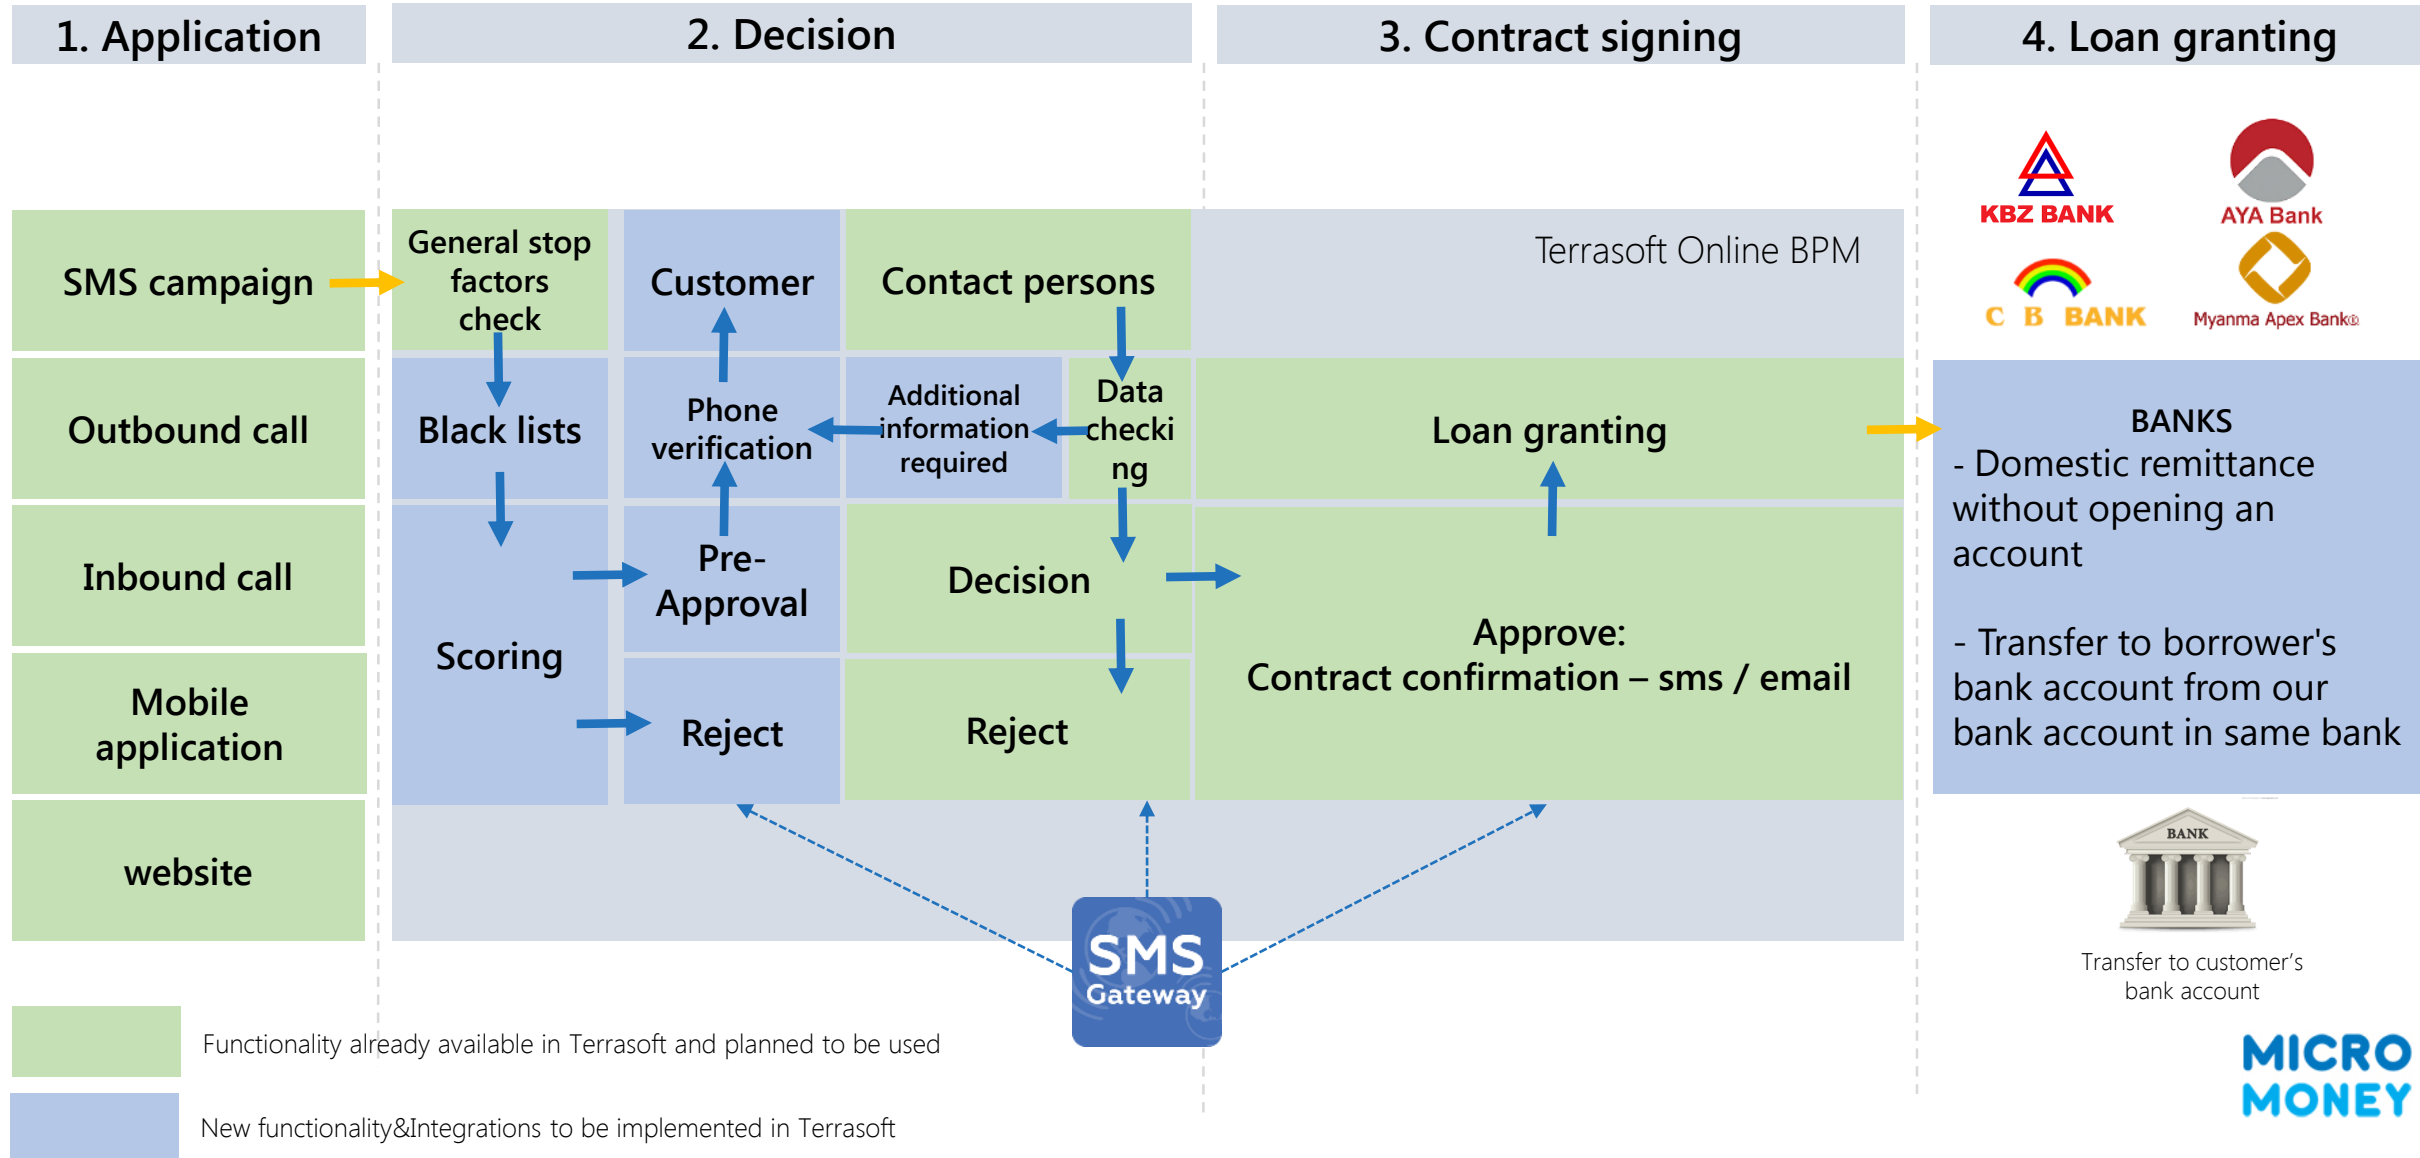 1. Application
2. Decision
3. Contract signing
4. Loan granting
SMS campaign
Outbound call
Inbound call
Mobile
application
website
General stop
factors
check
Black lists
Scoring
Customer
Phone
verification
Pre-
Approval
Reject
Contact persons
Additional
information
required
Data
checki
ng
Decision
Reject
Terrasoft Online BPM
Loan granting
Approve:
Contract confirmation – sms / email
KBZ BANK
AYA Bank
C B BANK
Myanma Apex Bank®
BANKS
- Domestic remittance
without opening an
account
- Transfer to borrower's
bank account from our
bank account in same bank
BANK
Transfer to customer’s
bank account
SMS
Gateway
Functionality already available in Terrasoft and planned to be used
New functionality&Integrations to be implemented in Terrasoft
MICRO
MONEY